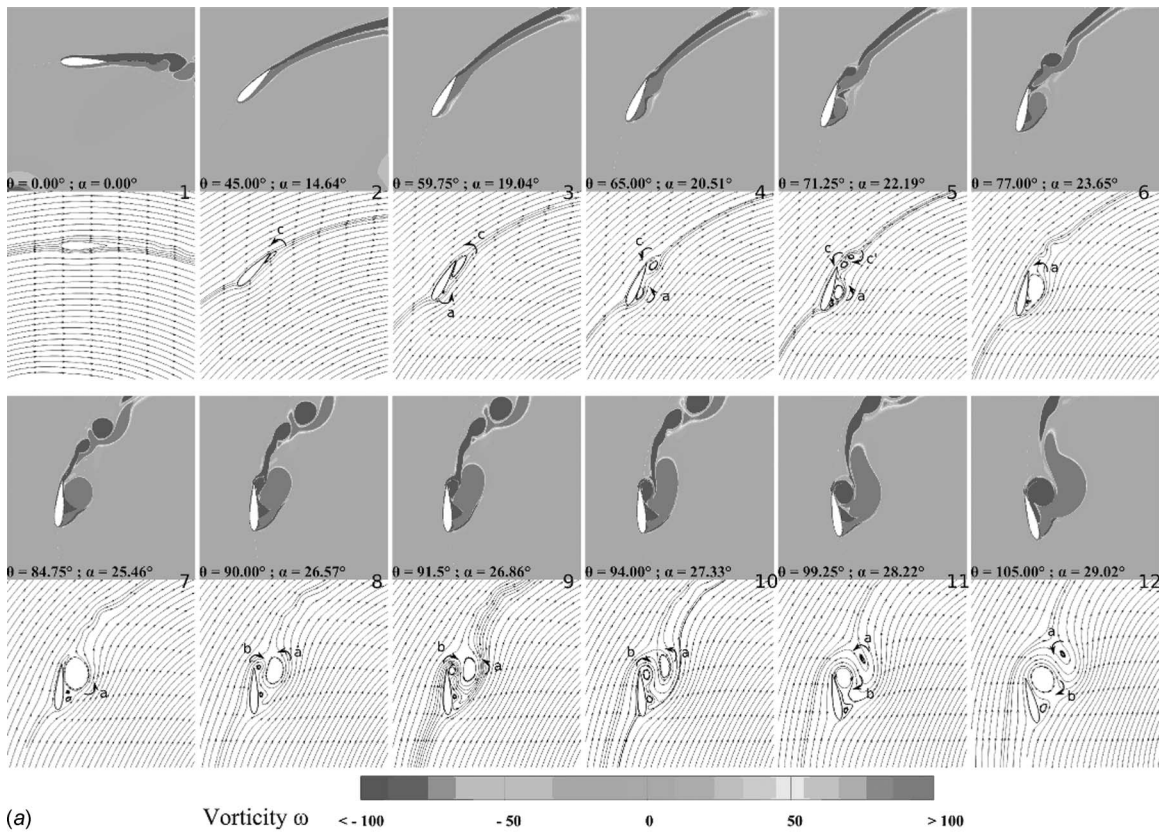 θ = 0.00° ; α = 0.00° 1
θ = 45.00° ; α = 14.64° 2
θ = 59.75° ; α = 19.04° 3
θ = 65.00° ; α = 20.51° 4
θ = 71.25° ; α = 22.19° 5
θ = 77.00° ; α = 23.65° 6
c
c
a
c
a
c
c'
a
a
θ = 84.75° ; α = 25.46° 7
θ = 90.00° ; α = 26.57° 8
θ = 91.5° ; α = 26.86° 9
θ = 94.00° ; α = 27.33° 10
θ = 99.25° ; α = 28.22° 11
θ = 105.00° ; α = 29.02° 12
a
b a
b a
b a
a
b
a
b
(a) Vorticity ω < - 100 - 50 0 50 > 100